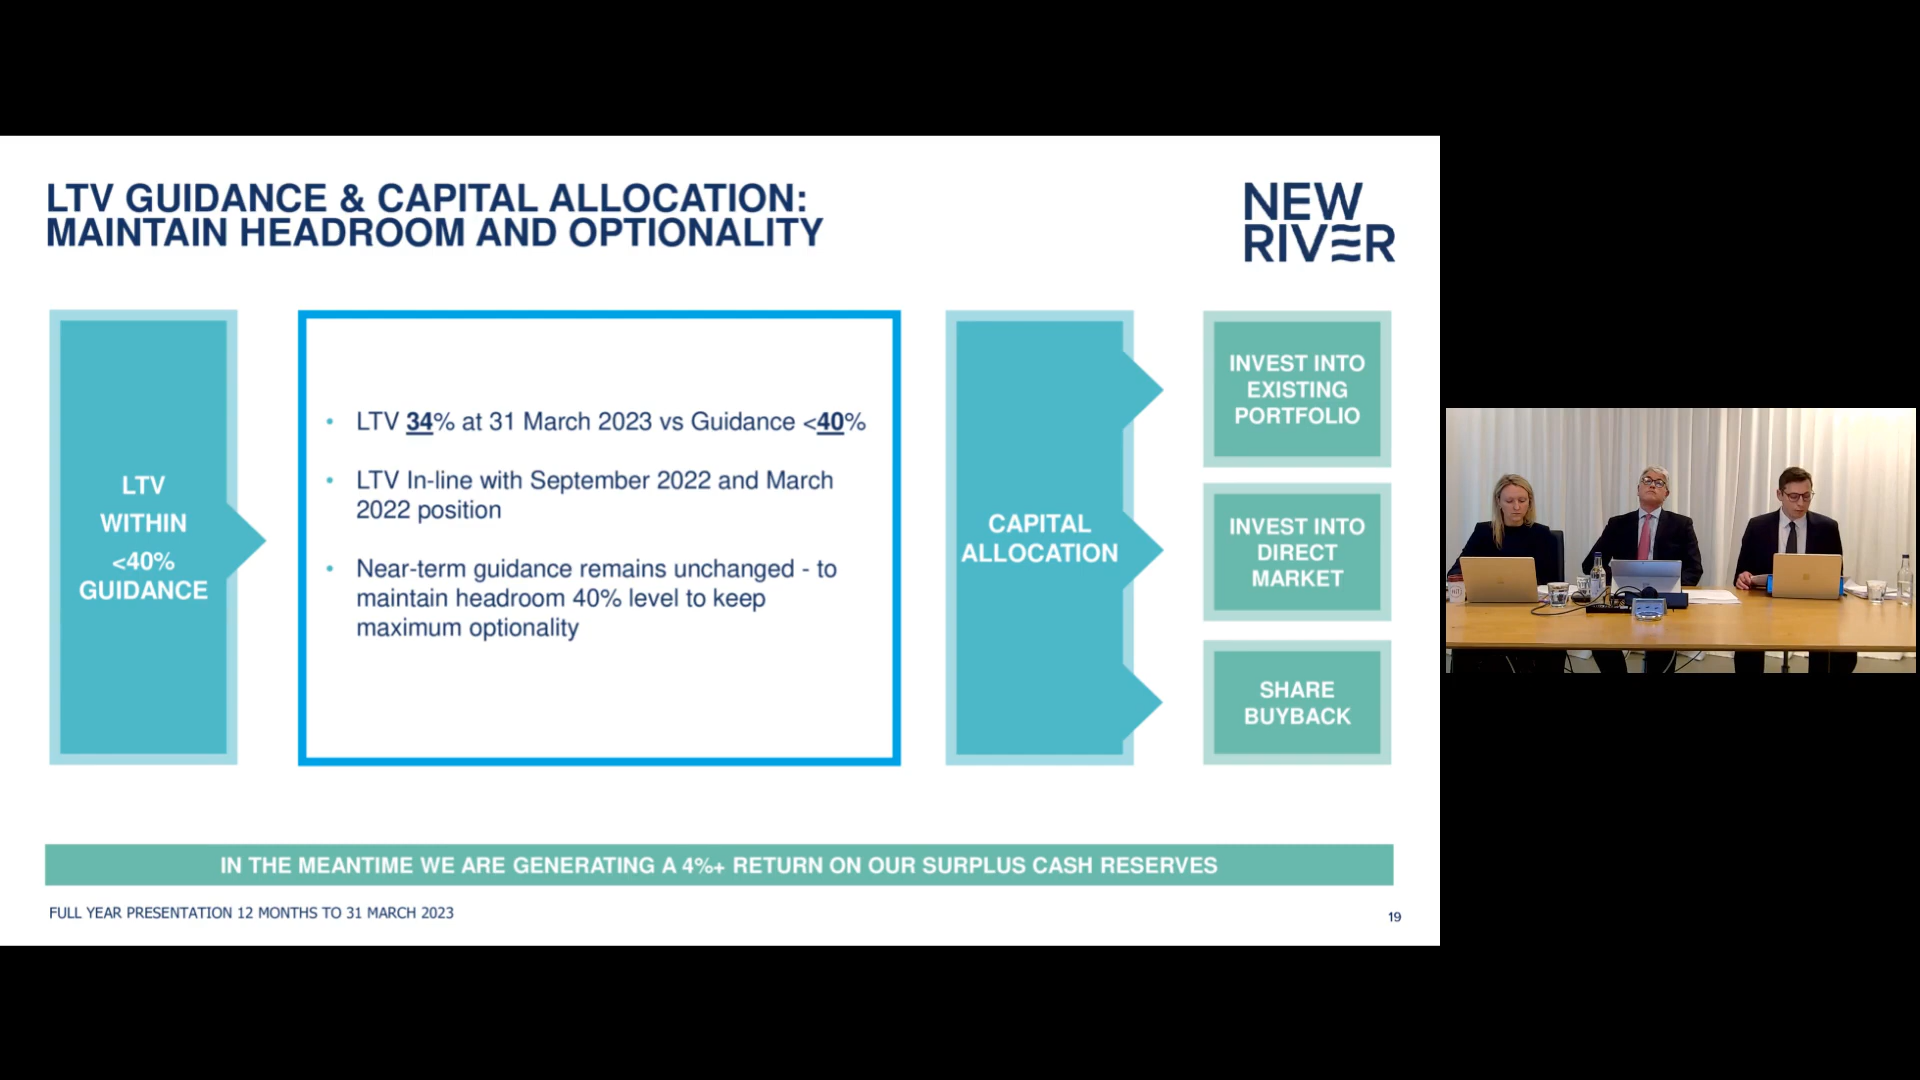 LTV GUIDANCE & CAPITAL ALLOCATION:
MAINTAIN HEADROOM AND OPTIONALITY
NEW
RIVER
LTV
WITHIN
<40%
GUIDANCE
• LTV 34% at 31 March 2023 vs Guidance <40%
• LTV In-line with September 2022 and March
2022 position
• Near-term guidance remains unchanged - to
maintain headroom 40% level to keep
maximum optionality
CAPITAL
ALLOCATION
INVEST INTO
EXISTING
PORTFOLIO
INVEST INTO
DIRECT
MARKET
SHARE
BUYBACK
IN THE MEANTIME WE ARE GENERATING A 4%+ RETURN ON OUR SURPLUS CASH RESERVES
FULL YEAR PRESENTATION 12 MONTHS TO 31 MARCH 2023
19